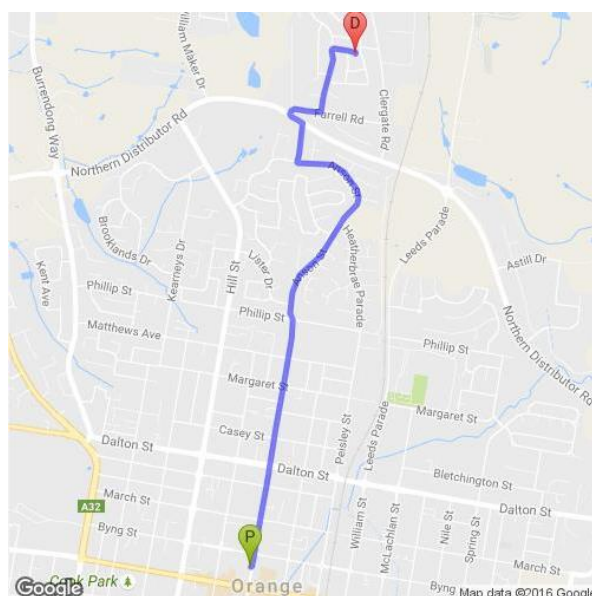 D
William Maker Dr
Clergate Rd
Burrendong Way
Farrell Rd
Northern Distributor Rd
Anson St
Leeds Parade
Heatherbrae Parade
Anson St
Astill Dr
Brooklands Dr
Kearneys Dr
Hill St
Lister Dr
Kent Ave
Phillip St
Phillip St
Northern Distributor Rd
Matthews Ave
Phillip St
Margaret St
Margaret St
Leeds Parade
Peisley St
Casey St
Dalton St
Dalton St
Bletchington St
Dalton St
March St
A32
William St
McLachlan St
Nile St
Spring St
Byng St
P
Cook Park
Orange
Byng
Google
Map data ©2016 Google